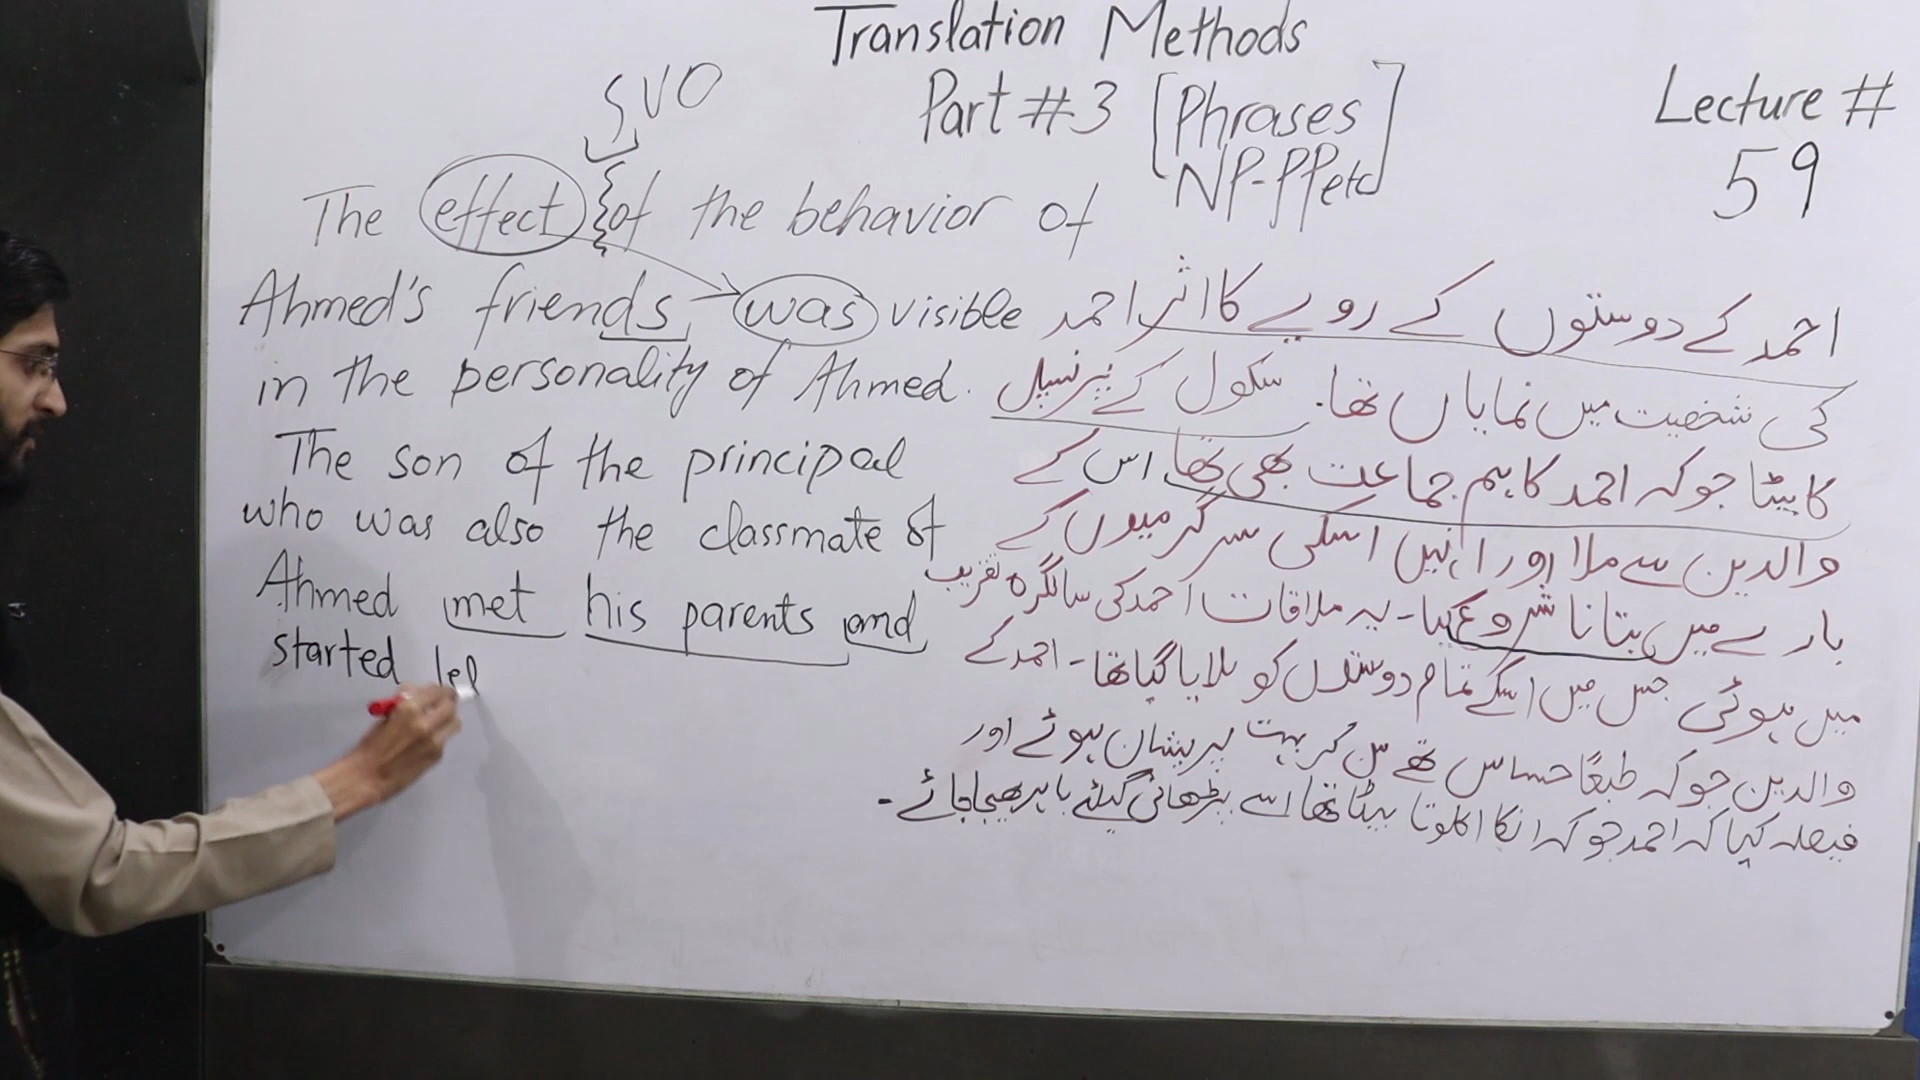 Translation Methods
Part #3 [Phrases
NP-PP etc]
Lecture #
59
SVO
The effect of the behavior of
Ahmed's friends was visible
in the personality of Ahmed.
The son of the principal
who was also the classmate of
Ahmed met his parents and
started tel
احمد کے دوستوں کے رویے کا اثر احمد
کی شخصیت میں نمایاں تھا۔ سکول کے پرنسپل
کا بیٹا جو کہ احمد کا ہم جماعت بھی تھا اس کے
والدین سے ملا اور انہیں اسکی سرگرمیوں کے
بارے میں بتانا شروع کیا۔ یہ ملاقات احمد کی سالگرہ تقریب
میں ہوئی جس میں اسکے تمام دوستوں کو بلایا گیا تھا۔ احمد کے
والدین جو کہ طبعاً حساس تھے سن کر بہت پریشان ہوئے اور
فیصلہ کیا کہ احمد جو کہ انکا اکلوتا بیٹا تھا اسے پڑھائی کیلئے باہر بھیجا جائے۔